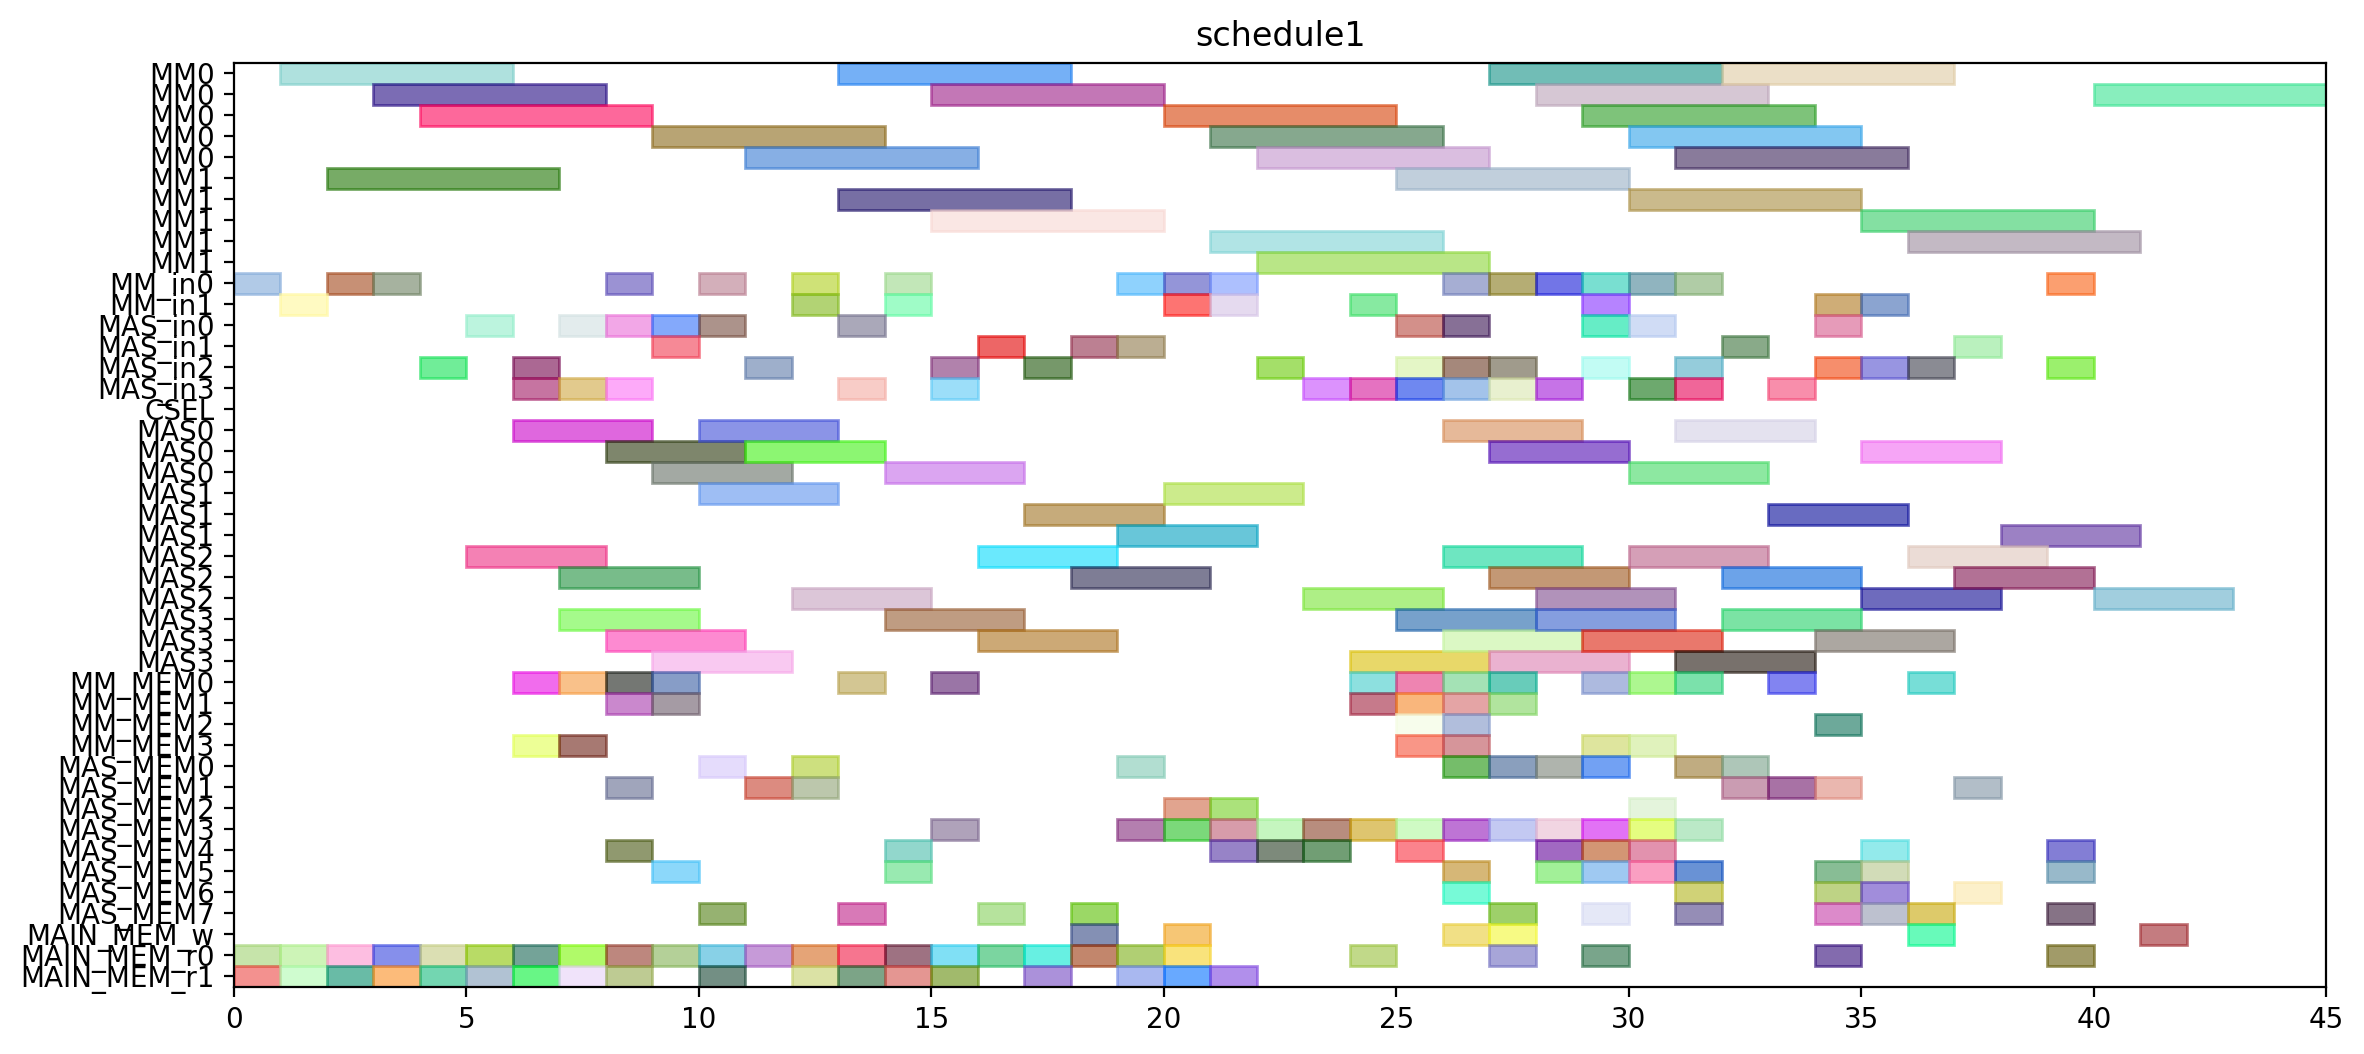 schedule1
MM0
MM0
MM0
MM0
MM0
MM1
MM1
MM1
MM1
MM1
MM_in0
MM_in1
MAS_in0
MAS_in1
MAS_in2
MAS_in3
CSEL
MAS0
MAS0
MAS0
MAS1
MAS1
MAS1
MAS2
MAS2
MAS2
MAS3
MAS3
MAS3
MM_MEM0
MM_MEM1
MM_MEM2
MM_MEM3
MAS_MEM0
MAS_MEM1
MAS_MEM2
MAS_MEM3
MAS_MEM4
MAS_MEM5
MAS_MEM6
MAS_MEM7
MAIN_MEM_w
MAIN_MEM_r0
MAIN_MEM_r1
0 5 10 15 20 25 30 35 40 45